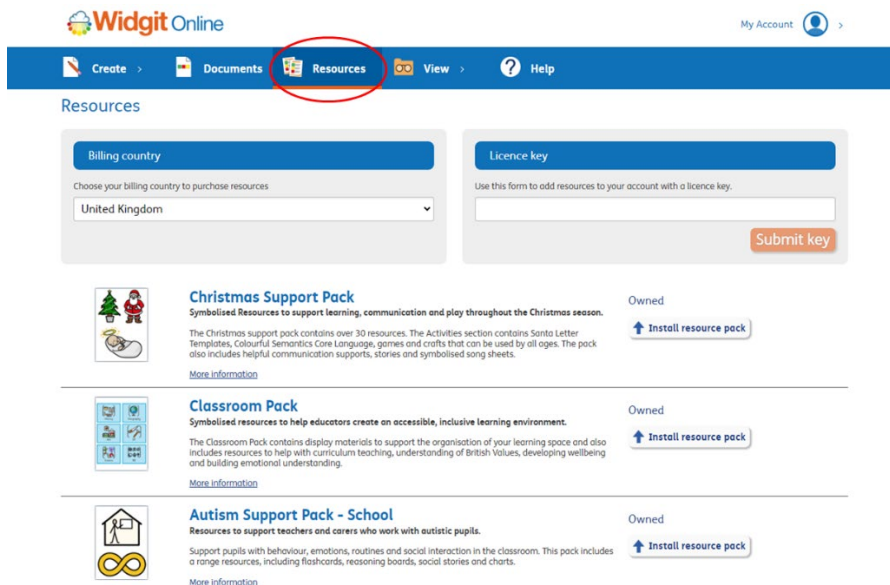 Widgit Online
My Account >
Create >
Documents
Resources
View >
? Help
Resources
Billing country
Choose your billing country to purchase resources
United Kingdom
Licence key
Use this form to add resources to your account with a licence key.
Submit key
Christmas Support Pack
Symbolised Resources to support learning, communication and play throughout the Christmas season.
The Christmas support pack contains over 30 resources. The Activities section contains Santa Letter
Templates, Colourful Semantics Core Language, games and crafts that can be used by all ages. The pack
also includes helpful communication supports, stories and symbolised song sheets.
More information
Owned
Install resource pack
Classroom Pack
Symbolised resources to help educators create an accessible, inclusive learning environment.
The Classroom Pack contains display materials to support the organisation of your learning space and also
includes resources to help with curriculum teaching, understanding of British Values, developing wellbeing
and building emotional understanding.
More information
Owned
Install resource pack
Autism Support Pack - School
Resources to support teachers and carers who work with autistic pupils.
Support pupils with behaviour, emotions, routines and social interaction in the classroom. This pack includes
a range resources, including flashcards, reasoning boards, social stories and charts.
More information
Owned
Install resource pack